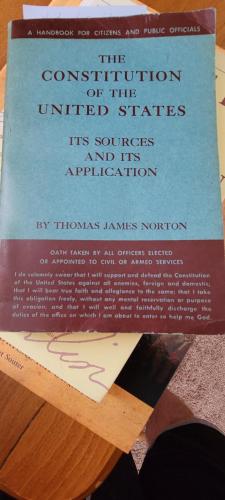 A HANDBOOK FOR CITIZENS AND PUBLIC OFFICIALS
THE
CONSTITUTION
OF THE
UNITED STATES
ITS SOURCES
AND ITS
APPLICATION
BY THOMAS JAMES NORTON
OATH TAKEN BY ALL OFFICERS ELECTED
OR APPOINTED TO CIVIL OR ARMED SERVICES
I do solemnly swear that I will support and defend the Constitution
of the United States against all enemies, foreign and domestic;
that I will bear true faith and allegiance to the same; that I take
this obligation freely, without any mental reservation or purpose
of evasion; and that I will well and faithfully discharge the
duties of the office on which I am about to enter so help me God.